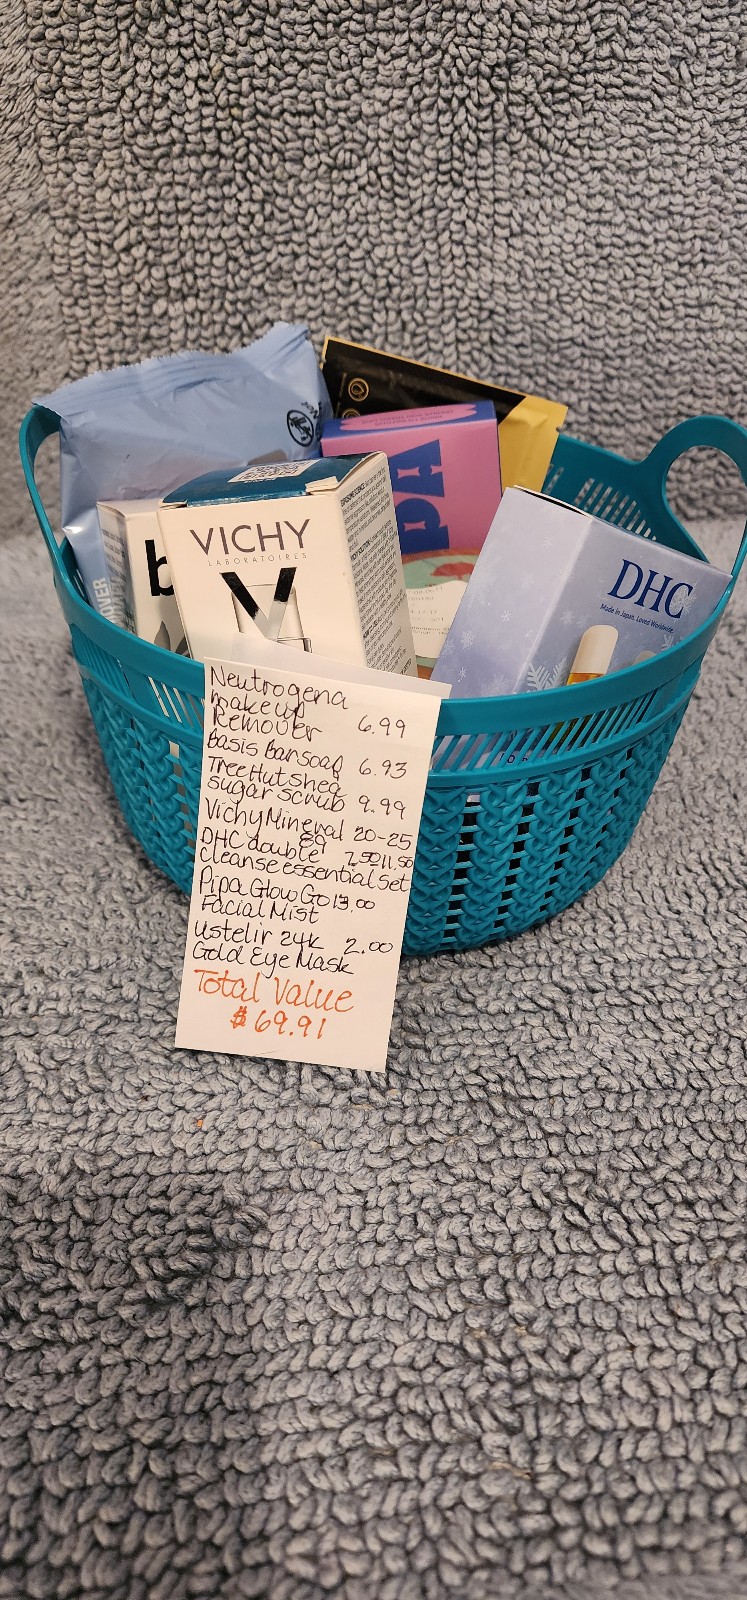 PA
VICHY
LABORATOIRES
b
DHC
Made in Japan. Loved Worldwide.
Neutrogena
makeup
Remover 6.99
Basis Bar soap 6.93
Tree Hut shea
sugar scrub 9.99
Vichy Mineral 20-25
89
DHC double 7.50 11.50
cleanse essential set
Pipa Glow Go 13.00
Facial Mist
ustelir 24k 2.00
Gold Eye Mask
Total Value
$69.91